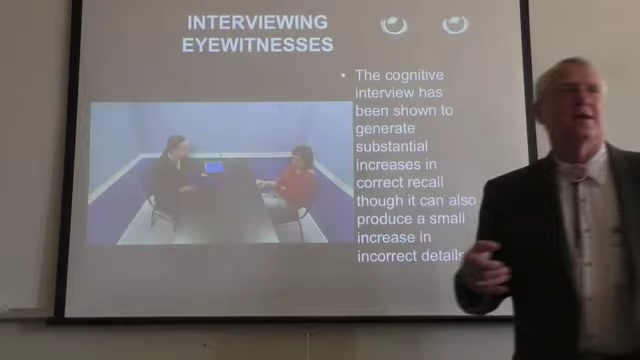 INTERVIEWING
EYEWITNESSES
• The cognitive
interview has
been shown to
generate
substantial
increases in
correct recall
though it can also
produce a small
increase in
incorrect details